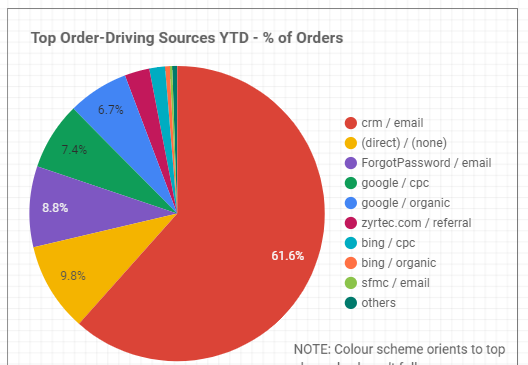 Top Order-Driving Sources YTD - % of Orders
6.7%
7.4%
8.8%
9.8%
61.6%
crm / email
(direct) / (none)
ForgotPassword / email
google / cpc
google / organic
zyrtec.com / referral
bing / cpc
bing / organic
sfmc / email
others
NOTE: Colour scheme orients to top